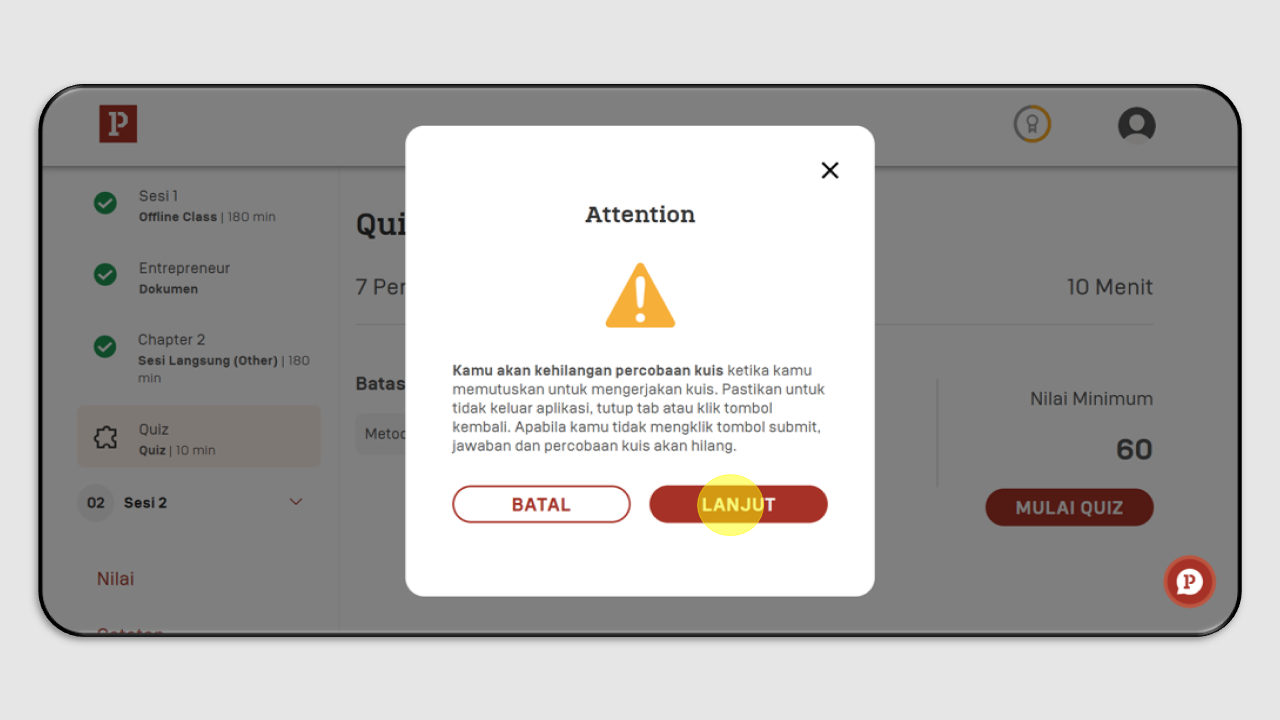 P
Sesi 1
Offline Class | 180 min
Entrepreneur
Dokumen
Chapter 2
Sesi Langsung (Other) | 180
min
Quiz
Quiz | 10 min
02 Sesi 2
Nilai
Qui
7 Per
10 Menit
Batas
Metod
Nilai Minimum
60
MULAI QUIZ
P
Attention
Kamu akan kehilangan percobaan kuis ketika kamu
memutuskan untuk mengerjakan kuis. Pastikan untuk
tidak keluar aplikasi, tutup tab atau klik tombol
kembali. Apabila kamu tidak mengklik tombol submit,
jawaban dan percobaan kuis akan hilang.
BATAL
LANJUT